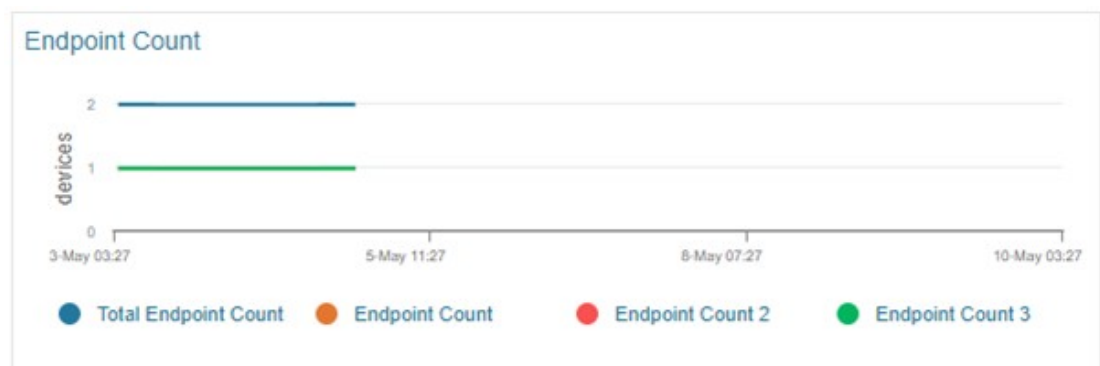 Endpoint Count
2
devices
1
0
3-May 03:27 5-May 11:27 8-May 07:27 10-May 03:27
Total Endpoint Count Endpoint Count Endpoint Count 2 Endpoint Count 3